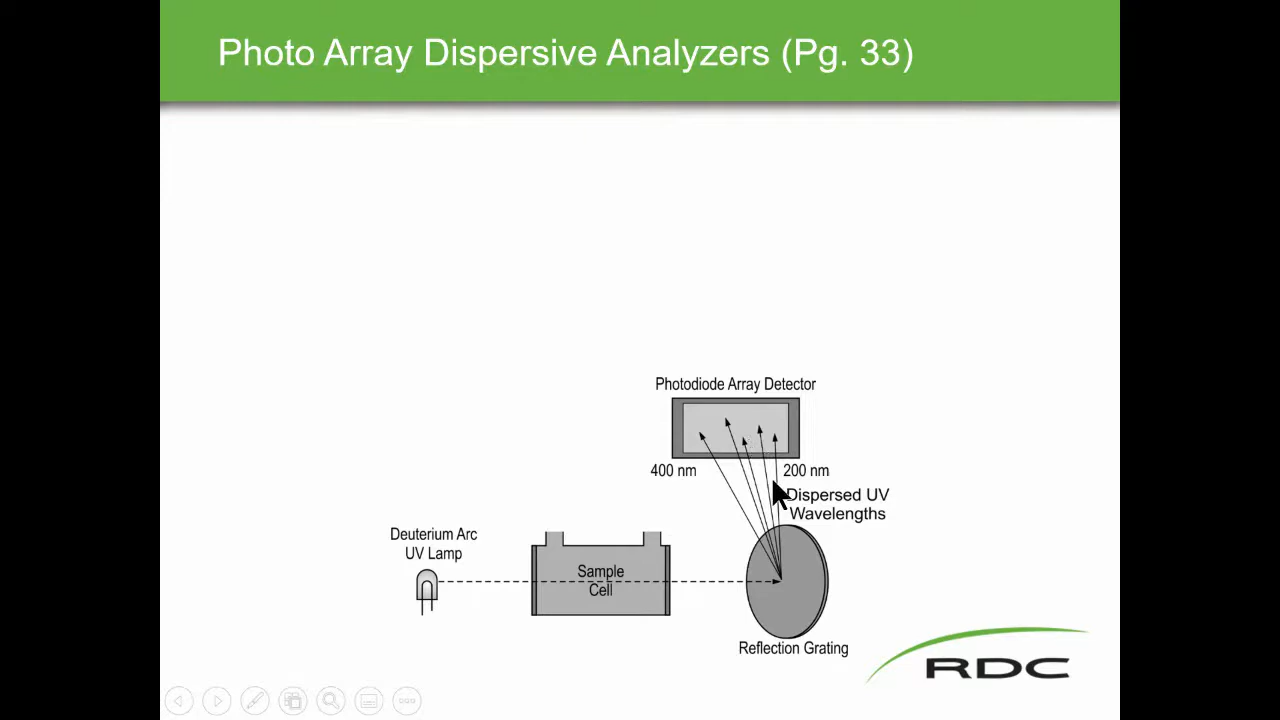 Photo Array Dispersive Analyzers (Pg. 33)
Photodiode Array Detector
400 nm
200 nm
Dispersed UV
Wavelengths
Deuterium Arc
UV Lamp
Sample
Cell
Reflection Grating
RDC